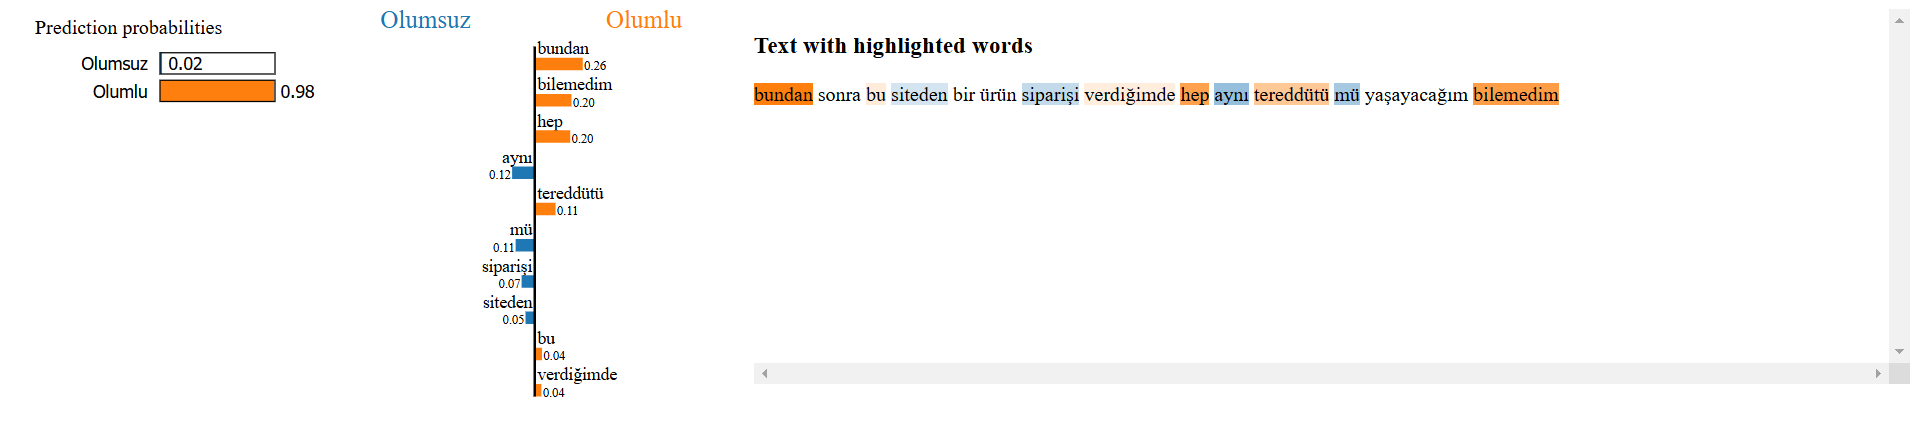 Prediction probabilities
Olumsuz 0.02
Olumlu 0.98
Olumsuz Olumlu
bundan
0.26
bilemedim
0.20
hep
0.20
aynı
0.12
tereddütü
0.11
mü
0.11
siparişi
0.07
siteden
0.05
bu
0.04
verdiğimde
0.04
Text with highlighted words
bundan sonra bu siteden bir ürün siparişi verdiğimde hep aynı tereddütü mü yaşayacağım bilemedim